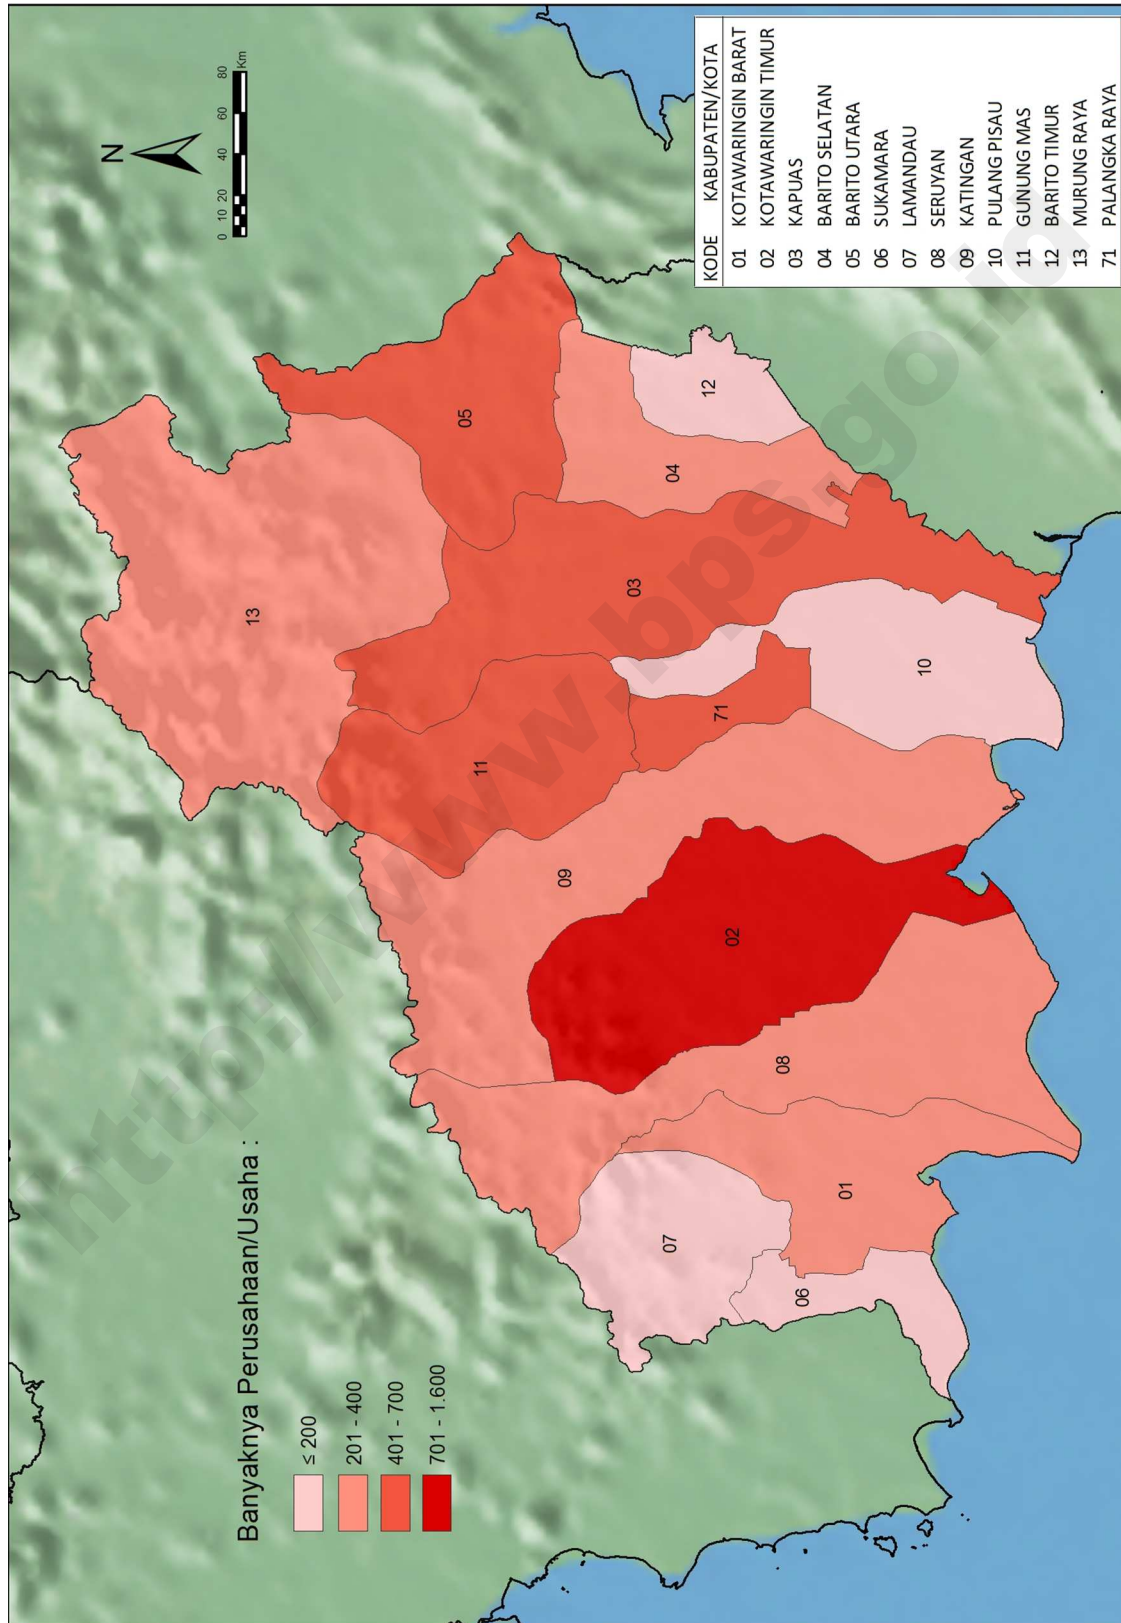 N
0 10 20 40 60 80
Km
13
05
11
03
04
12
09
71
02
10
07
08
06
01
Banyaknya Perusahaan/Usaha :
≤ 200
201 - 400
401 - 700
701 - 1.600
KODE KABUPATEN/KOTA
01 KOTAWARINGIN BARAT
02 KOTAWARINGIN TIMUR
03 KAPUAS
04 BARITO SELATAN
05 BARITO UTARA
06 SUKAMARA
07 LAMANDAU
08 SERUYAN
09 KATINGAN
10 PULANG PISAU
11 GUNUNG MAS
12 BARITO TIMUR
13 MURUNG RAYA
71 PALANGKA RAYA
http://www.bps.go.id